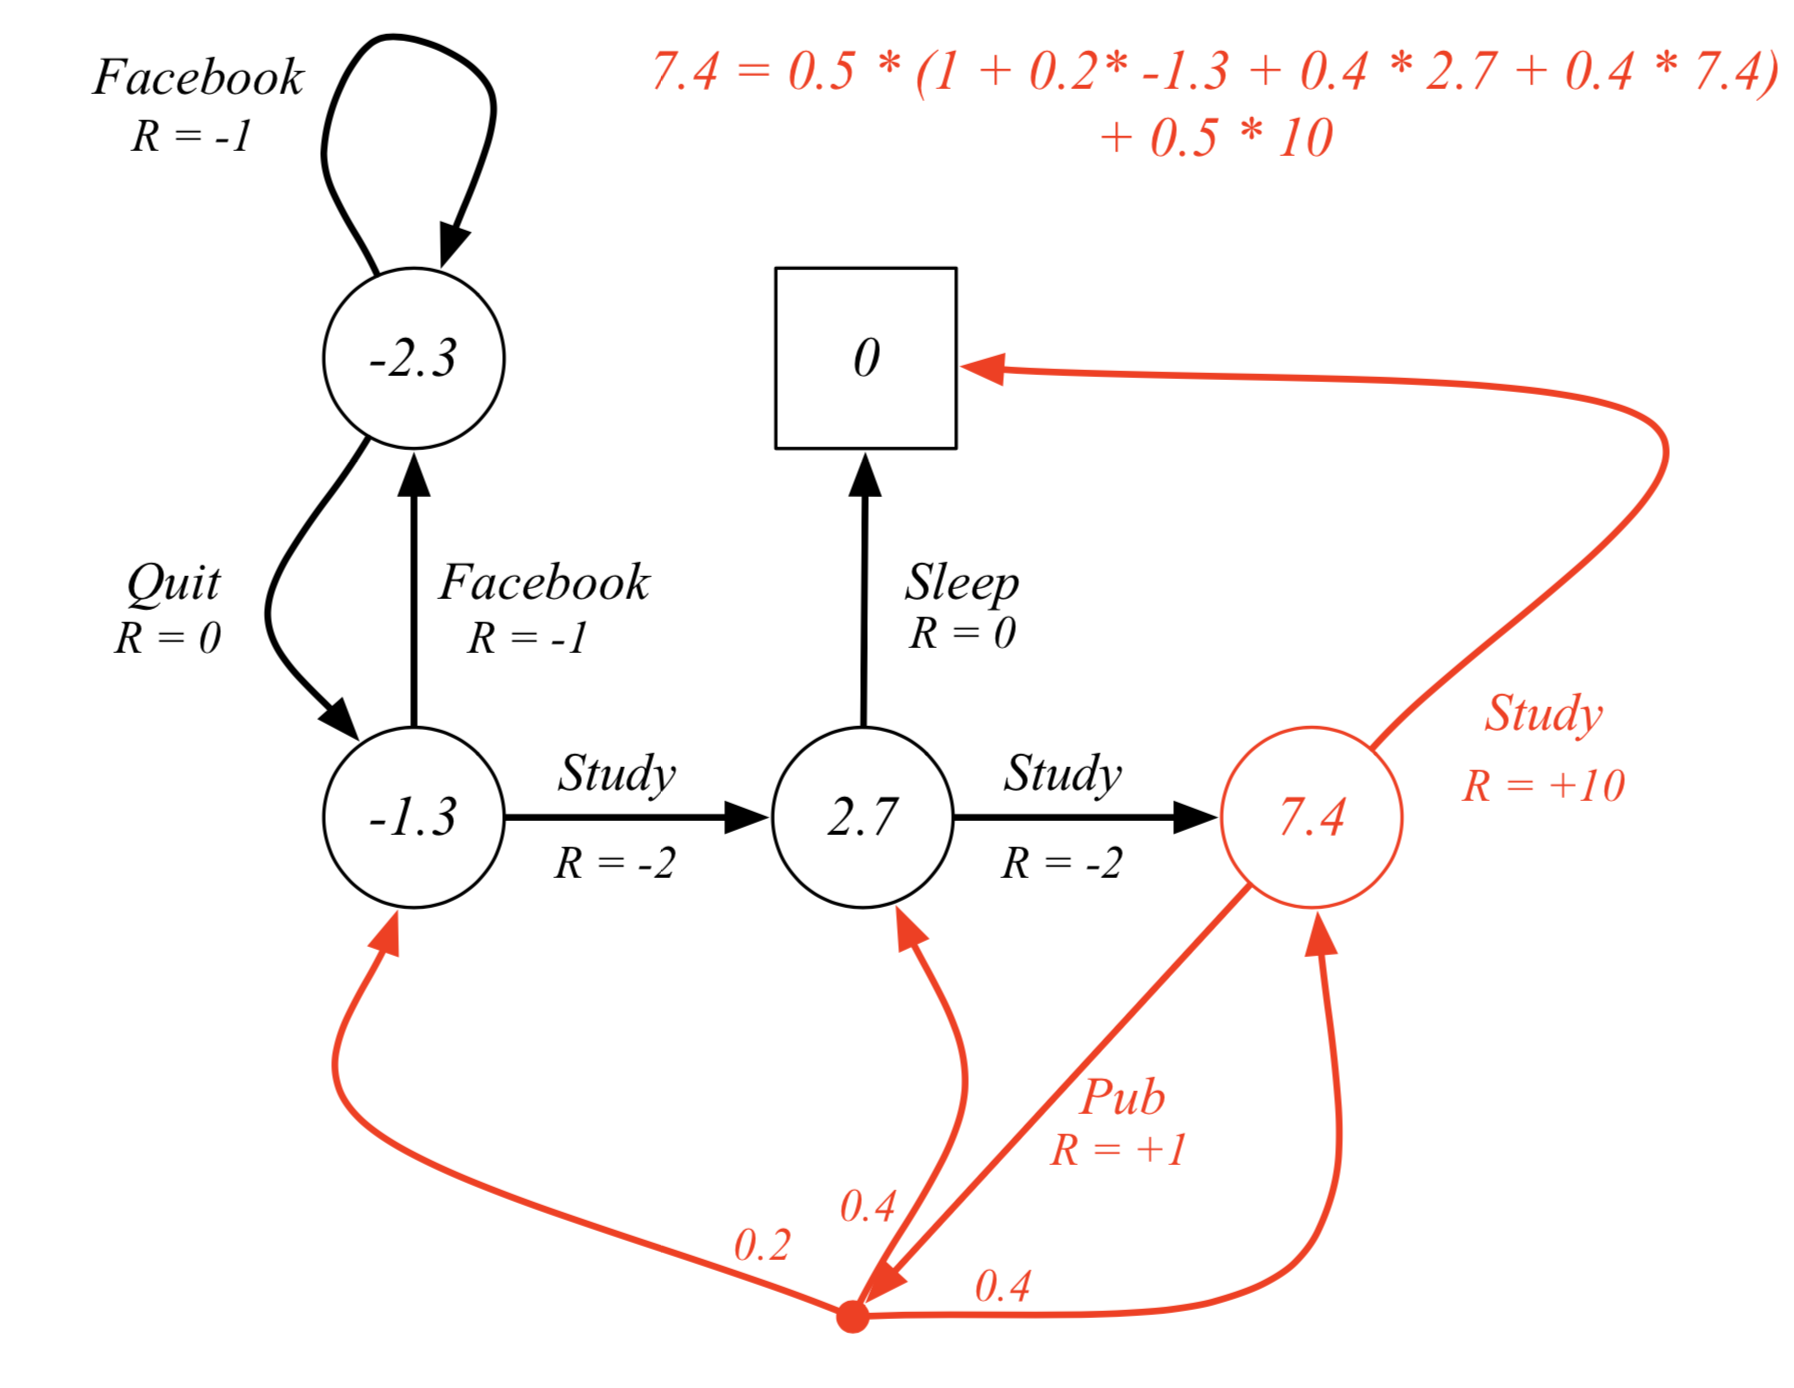 Facebook
R = -1
7.4 = 0.5 * (1 + 0.2* -1.3 + 0.4 * 2.7 + 0.4 * 7.4)
+ 0.5 * 10
-2.3
0
Quit
R = 0
Facebook
R = -1
Sleep
R = 0
Study
R = +10
-1.3
Study
R = -2
2.7
Study
R = -2
7.4
Pub
R = +1
0.4
0.2
0.4